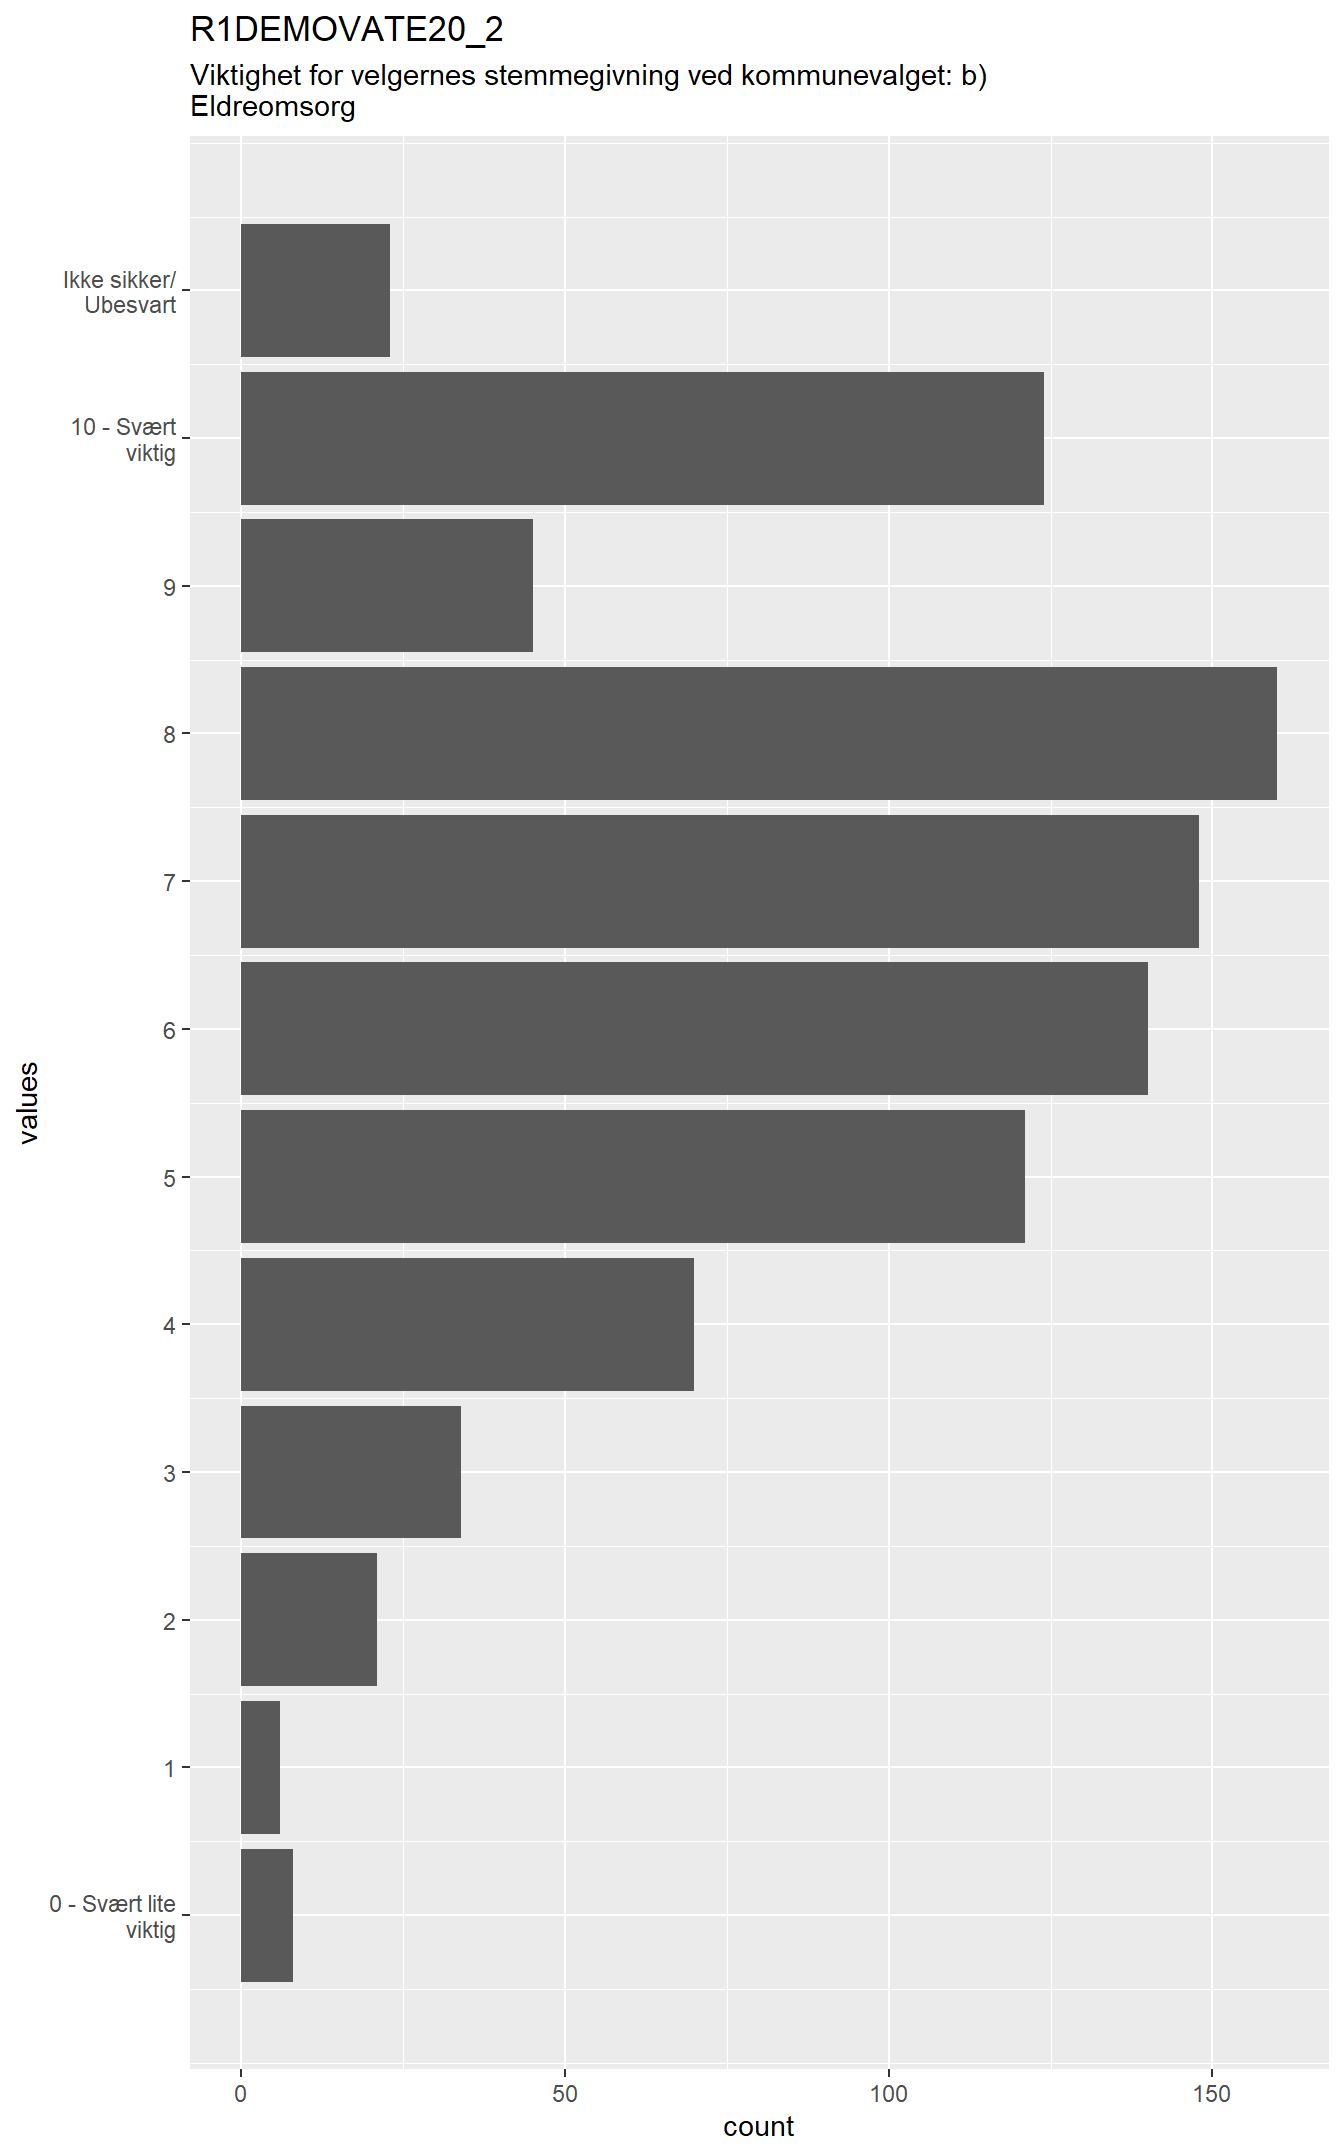 R1DEMOVATE20_2
Viktighet for velgernes stemmegivning ved kommunevalget: b)
Eldreomsorg
Ikke sikker/
Ubesvart
10 - Svært
viktig
9
8
7
6
5
4
3
2
1
0 - Svært lite
viktig
values
0 50 100 150
count